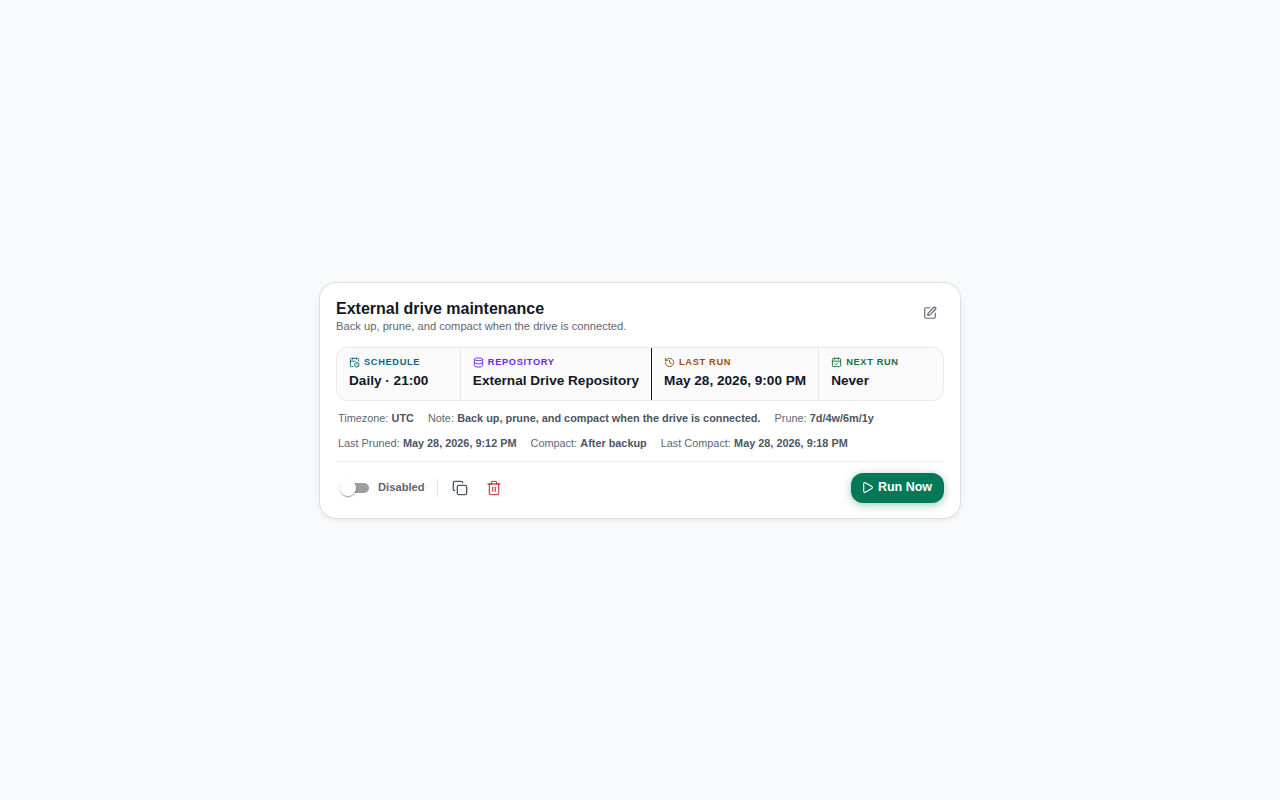 External drive maintenance
Back up, prune, and compact when the drive is connected.
SCHEDULE REPOSITORY LAST RUN NEXT RUN
Daily · 21:00 External Drive Repository May 28, 2026, 9:00 PM Never
Timezone: UTC Note: Back up, prune, and compact when the drive is connected. Prune: 7d/4w/6m/1y
Last Pruned: May 28, 2026, 9:12 PM Compact: After backup Last Compact: May 28, 2026, 9:18 PM
Disabled Run Now